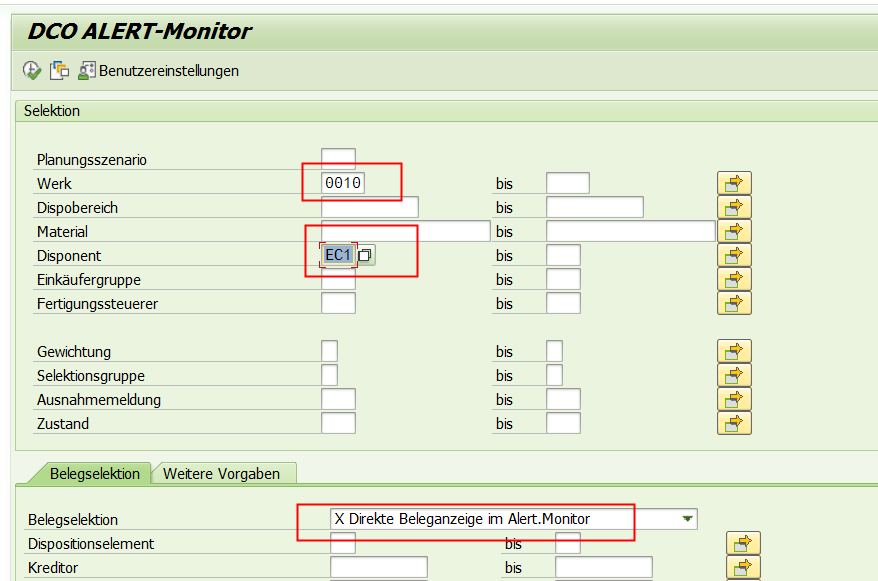 DCO ALERT-Monitor
Benutzereinstellungen
Selektion
Planungsszenario
Werk 0010 bis
Dispobereich bis
Material bis
Disponent EC1 bis
Einkäufergruppe bis
Fertigungssteuerer bis
Gewichtung bis
Selektionsgruppe bis
Ausnahmemeldung bis
Zustand bis
Belegselektion Weitere Vorgaben
Belegselektion X Direkte Beleganzeige im Alert.Monitor
Dispositionselement bis
Kreditor bis